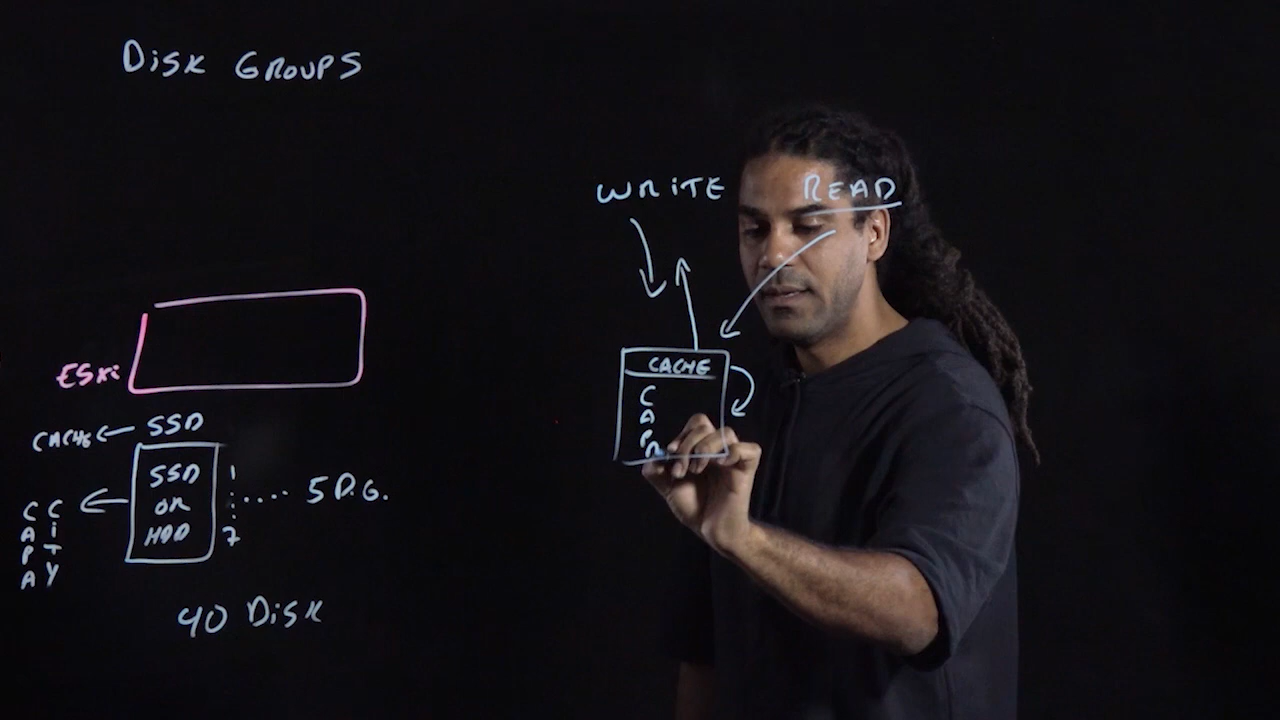 DiSK GROUPS
WRiTE
READ
CACHE
C
A
P
ESXi
CACHE
SSD
SSD
OR
HDD
1
7
5 D.G.
C C
A i
P T
A Y
40 DiSK